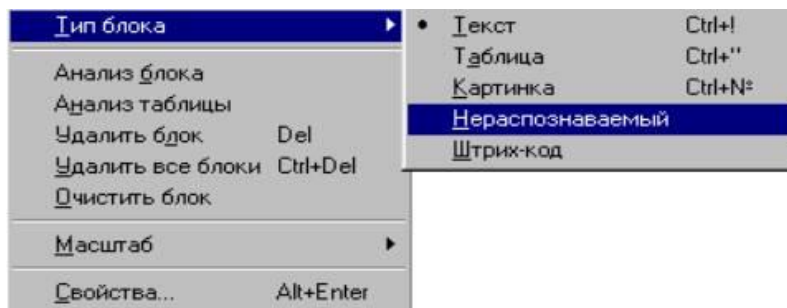 Тип блока
Анализ блока
Анализ таблицы
Удалить блок Del
Удалить все блоки Ctrl+Del
Очистить блок
Масштаб
Свойства... Alt+Enter
Текст Ctrl+!
Таблица Ctrl+"
Картинка Ctrl+№
Нераспознаваемый
Штрих-код